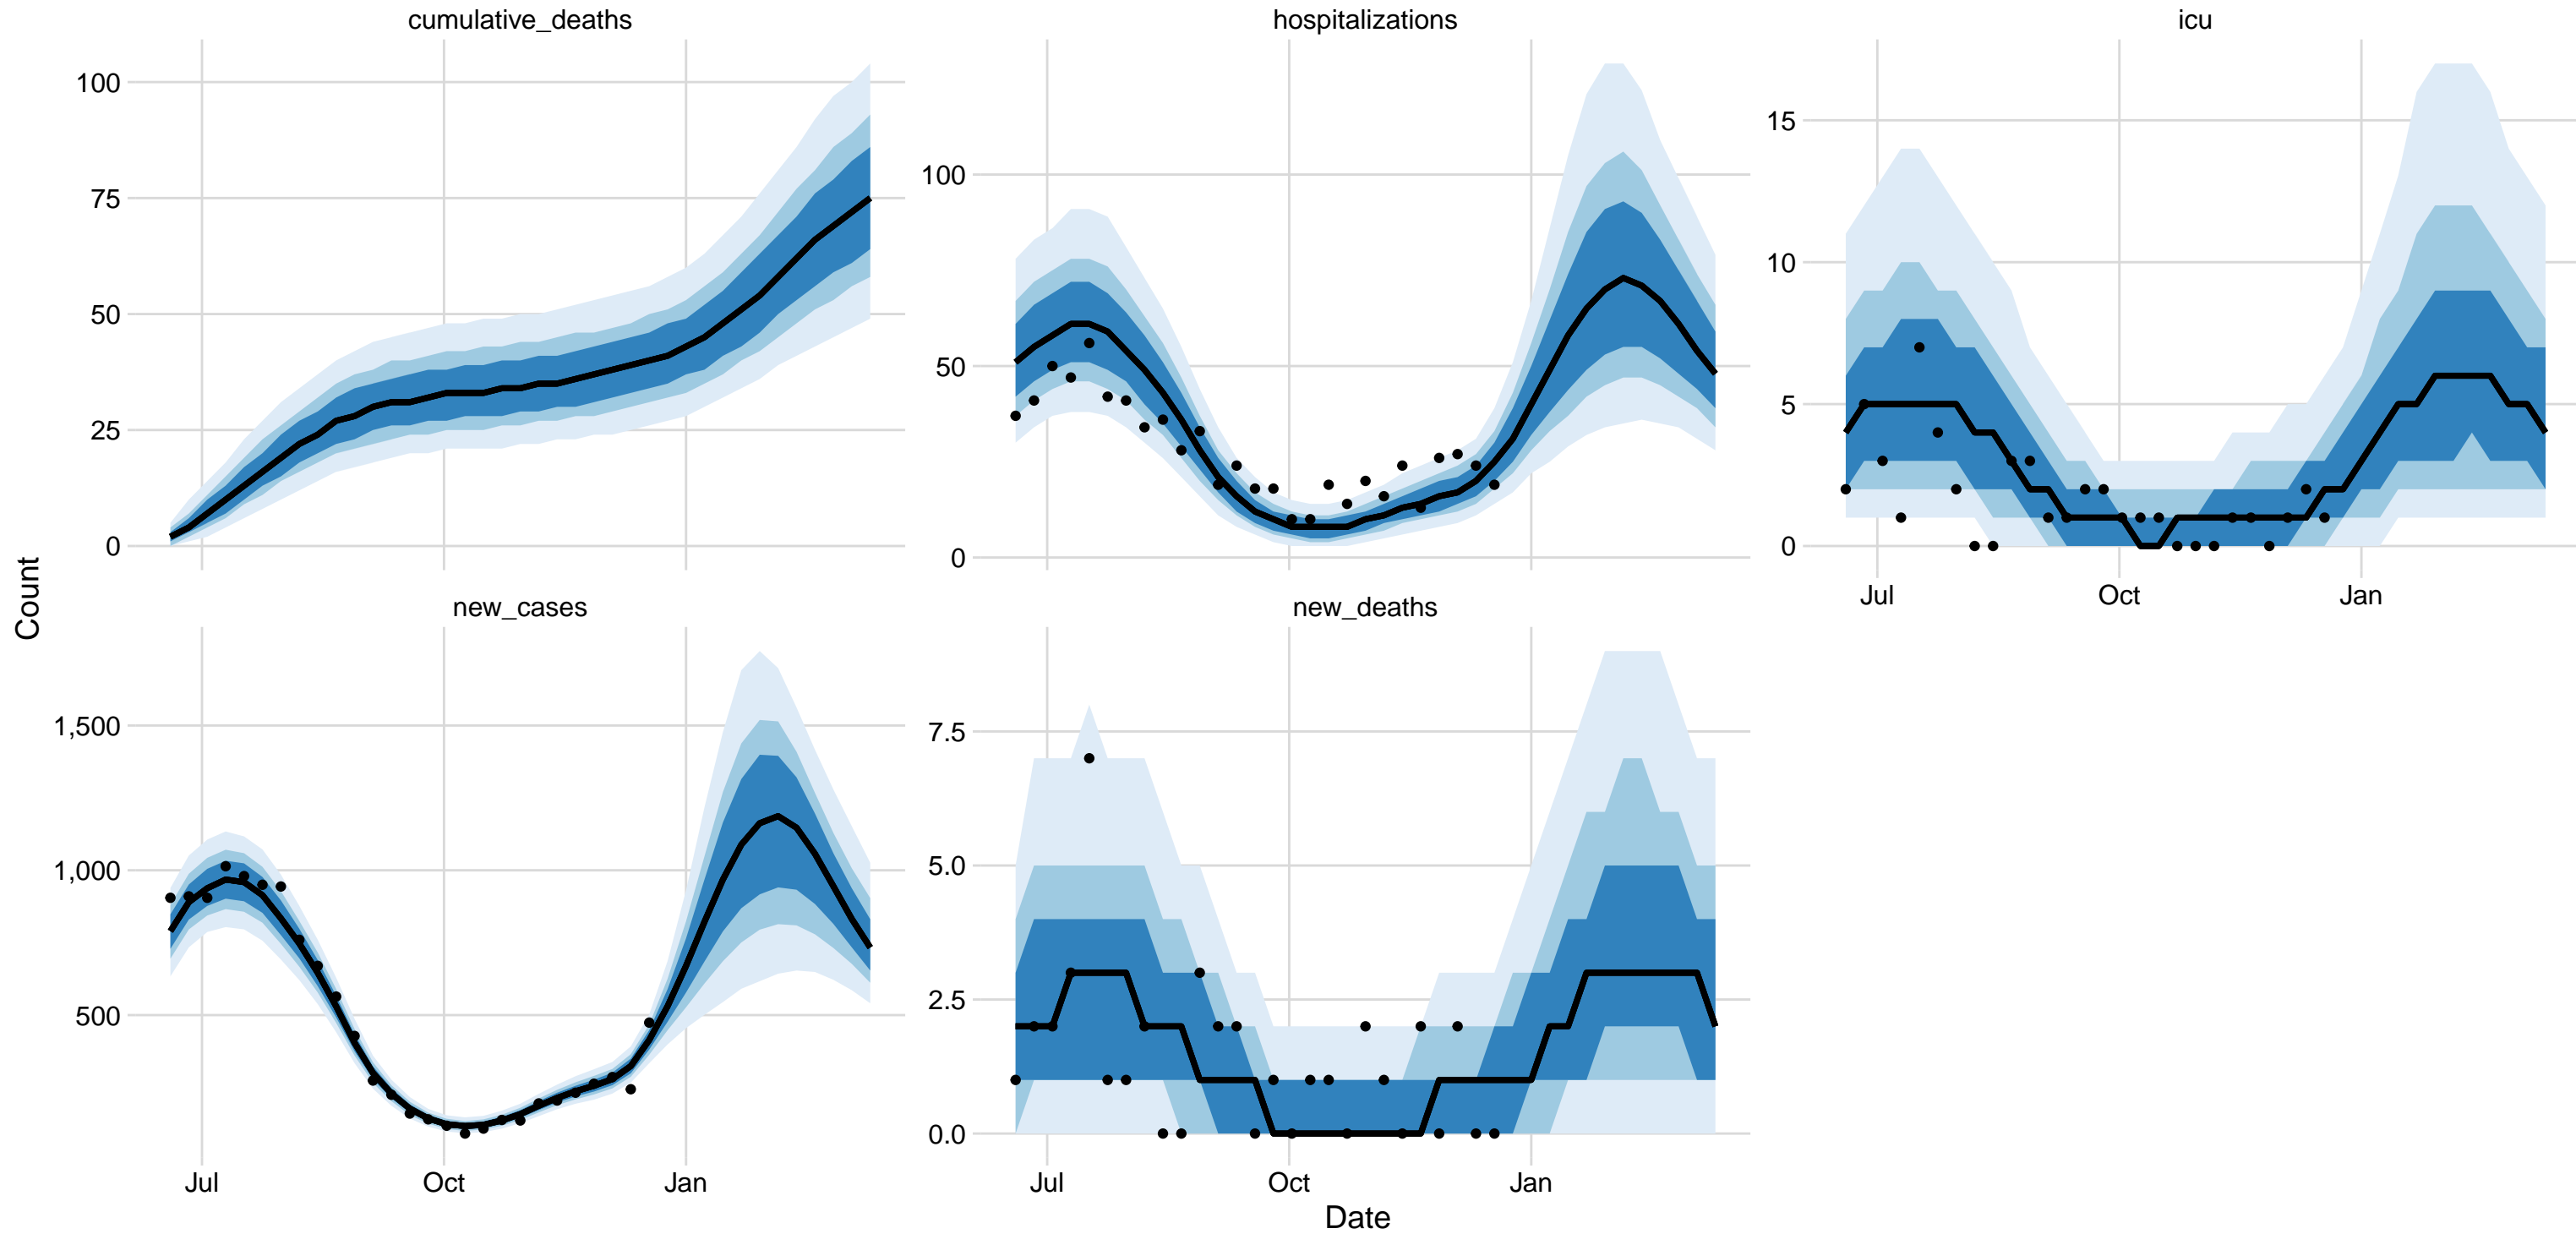 cumulative_deaths
hospitalizations
icu
100
75
50
25
0
100
50
0
15
10
5
0
Jul
Oct
Jan
Count
new_cases
new_deaths
1,500
1,000
500
7.5
5.0
2.5
0.0
Jul
Oct
Jan
Jul
Oct
Jan
Date